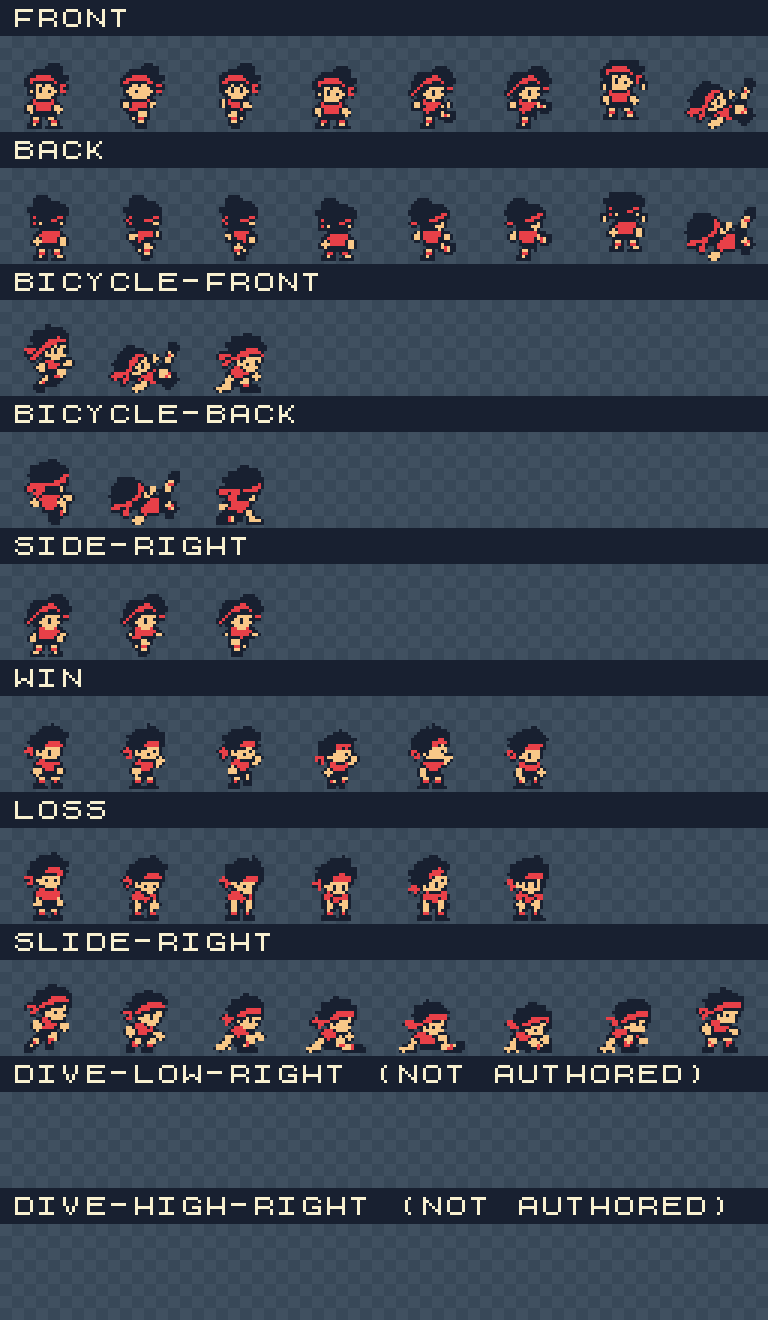 FRONT
BACK
BICYCLE-FRONT
BICYCLE-BACK
SIDE-RIGHT
WIN
LOSS
SLIDE-RIGHT
DIVE-LOW-RIGHT (NOT AUTHORED)
DIVE-HIGH-RIGHT (NOT AUTHORED)